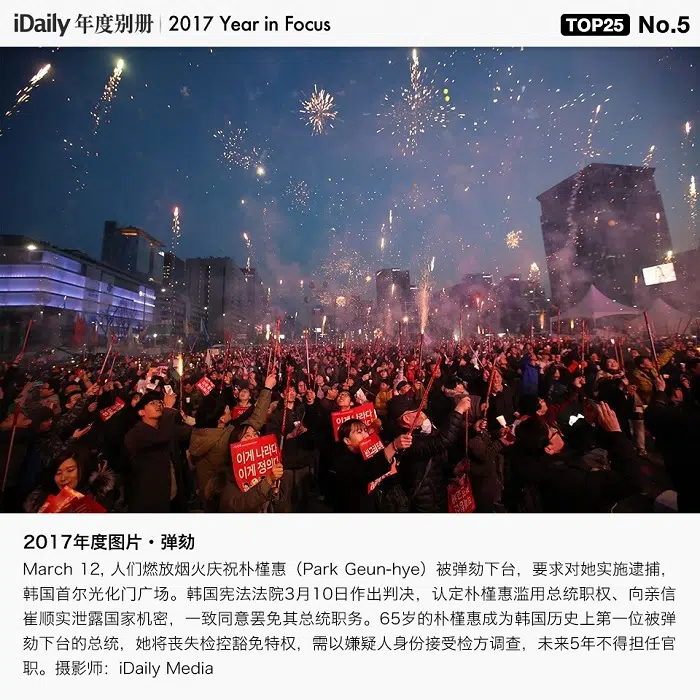 iDaily 年度别册 | 2017 Year in Focus
TOP25 No.5
이게 나라다
이게 정의다
이게 나라다
2017年度图片·弹劾
March 12, 人们燃放烟火庆祝朴槿惠（Park Geun-hye）被弹劾下台，要求对她实施逮捕，
韩国首尔光化门广场。韩国宪法法院3月10日作出判决，认定朴槿惠滥用总统职权、向亲信
崔顺实泄露国家机密，一致同意罢免其总统职务。65岁的朴槿惠成为韩国历史上第一位被弹
劾下台的总统，她将丧失检控豁免特权，需以嫌疑人身份接受检方调查，未来5年不得担任官
职。摄影师：iDaily Media